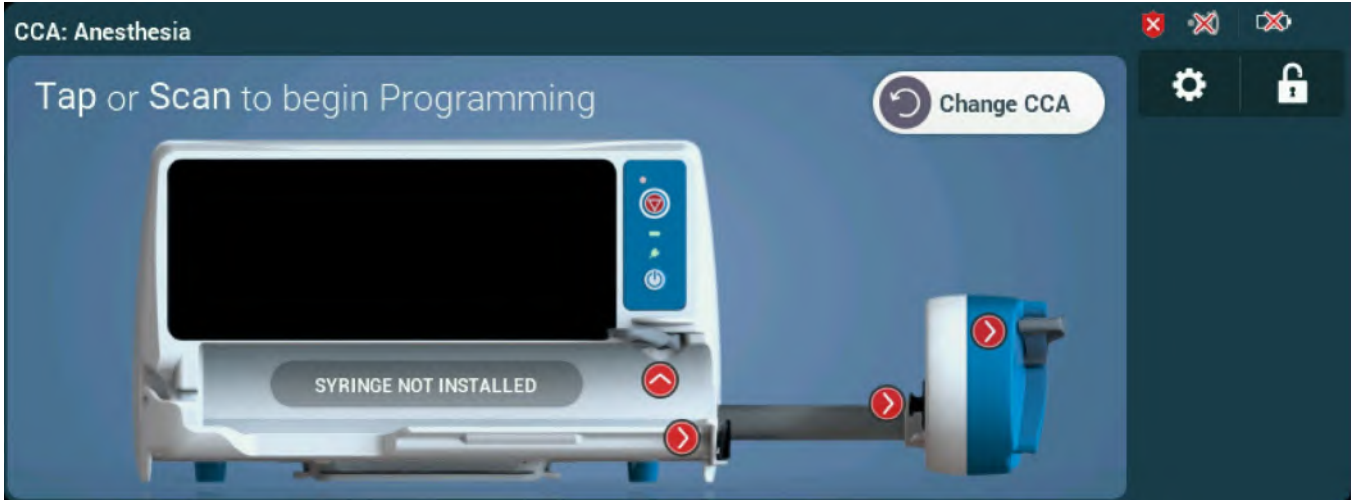 CCA: Anesthesia
Tap or Scan to begin Programming
Change CCA
SYRINGE NOT INSTALLED